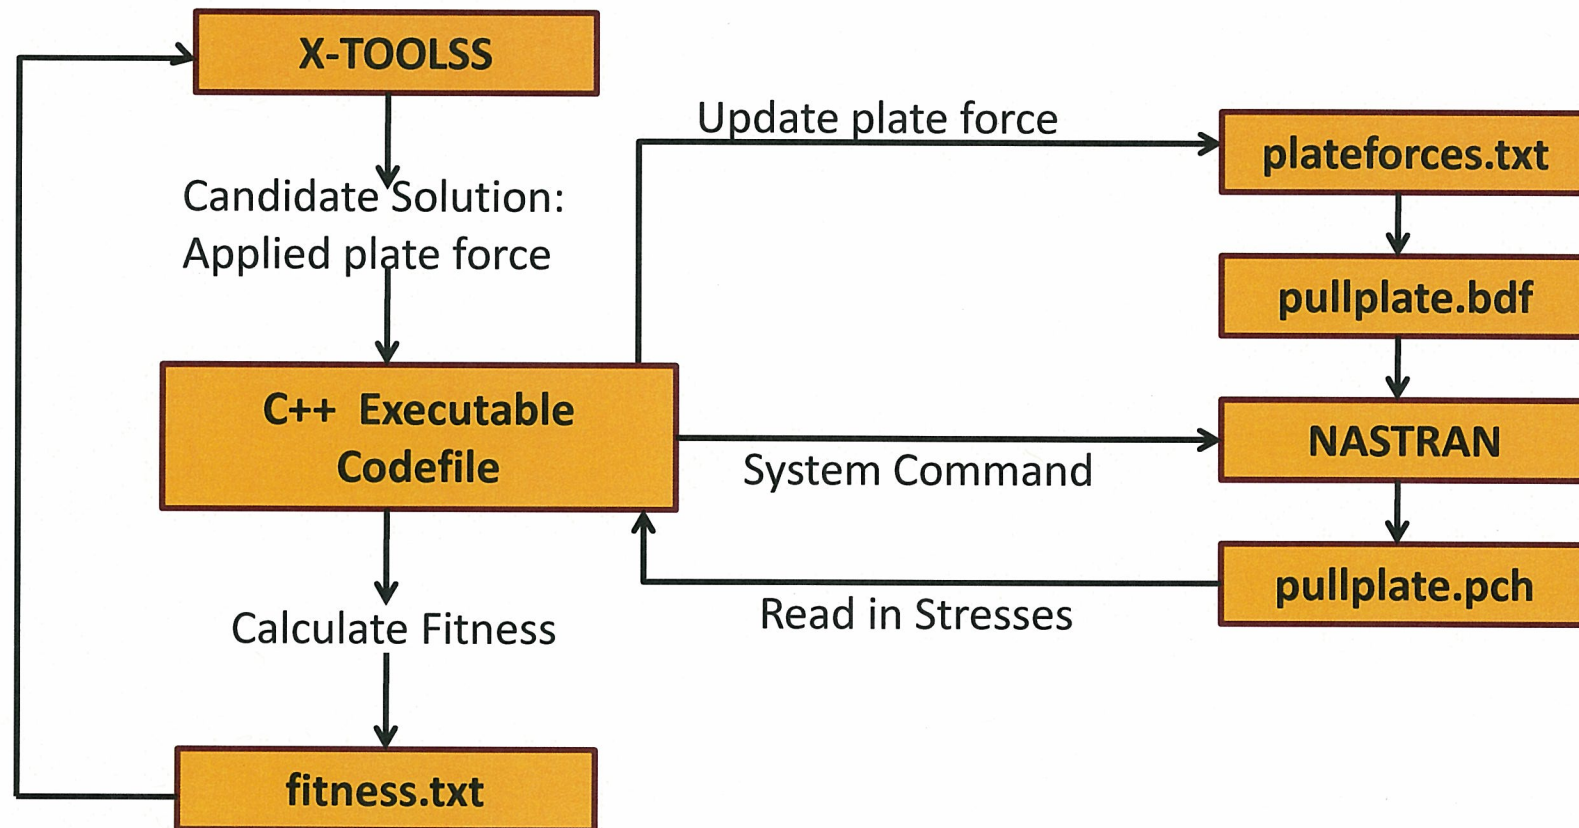 X-TOOLSS
Update plate force
plateforces.txt
Candidate Solution:
Applied plate force
pullplate.bdf
C++ Executable
Codefile
NASTRAN
System Command
pullplate.pch
Read in Stresses
Calculate Fitness
fitness.txt